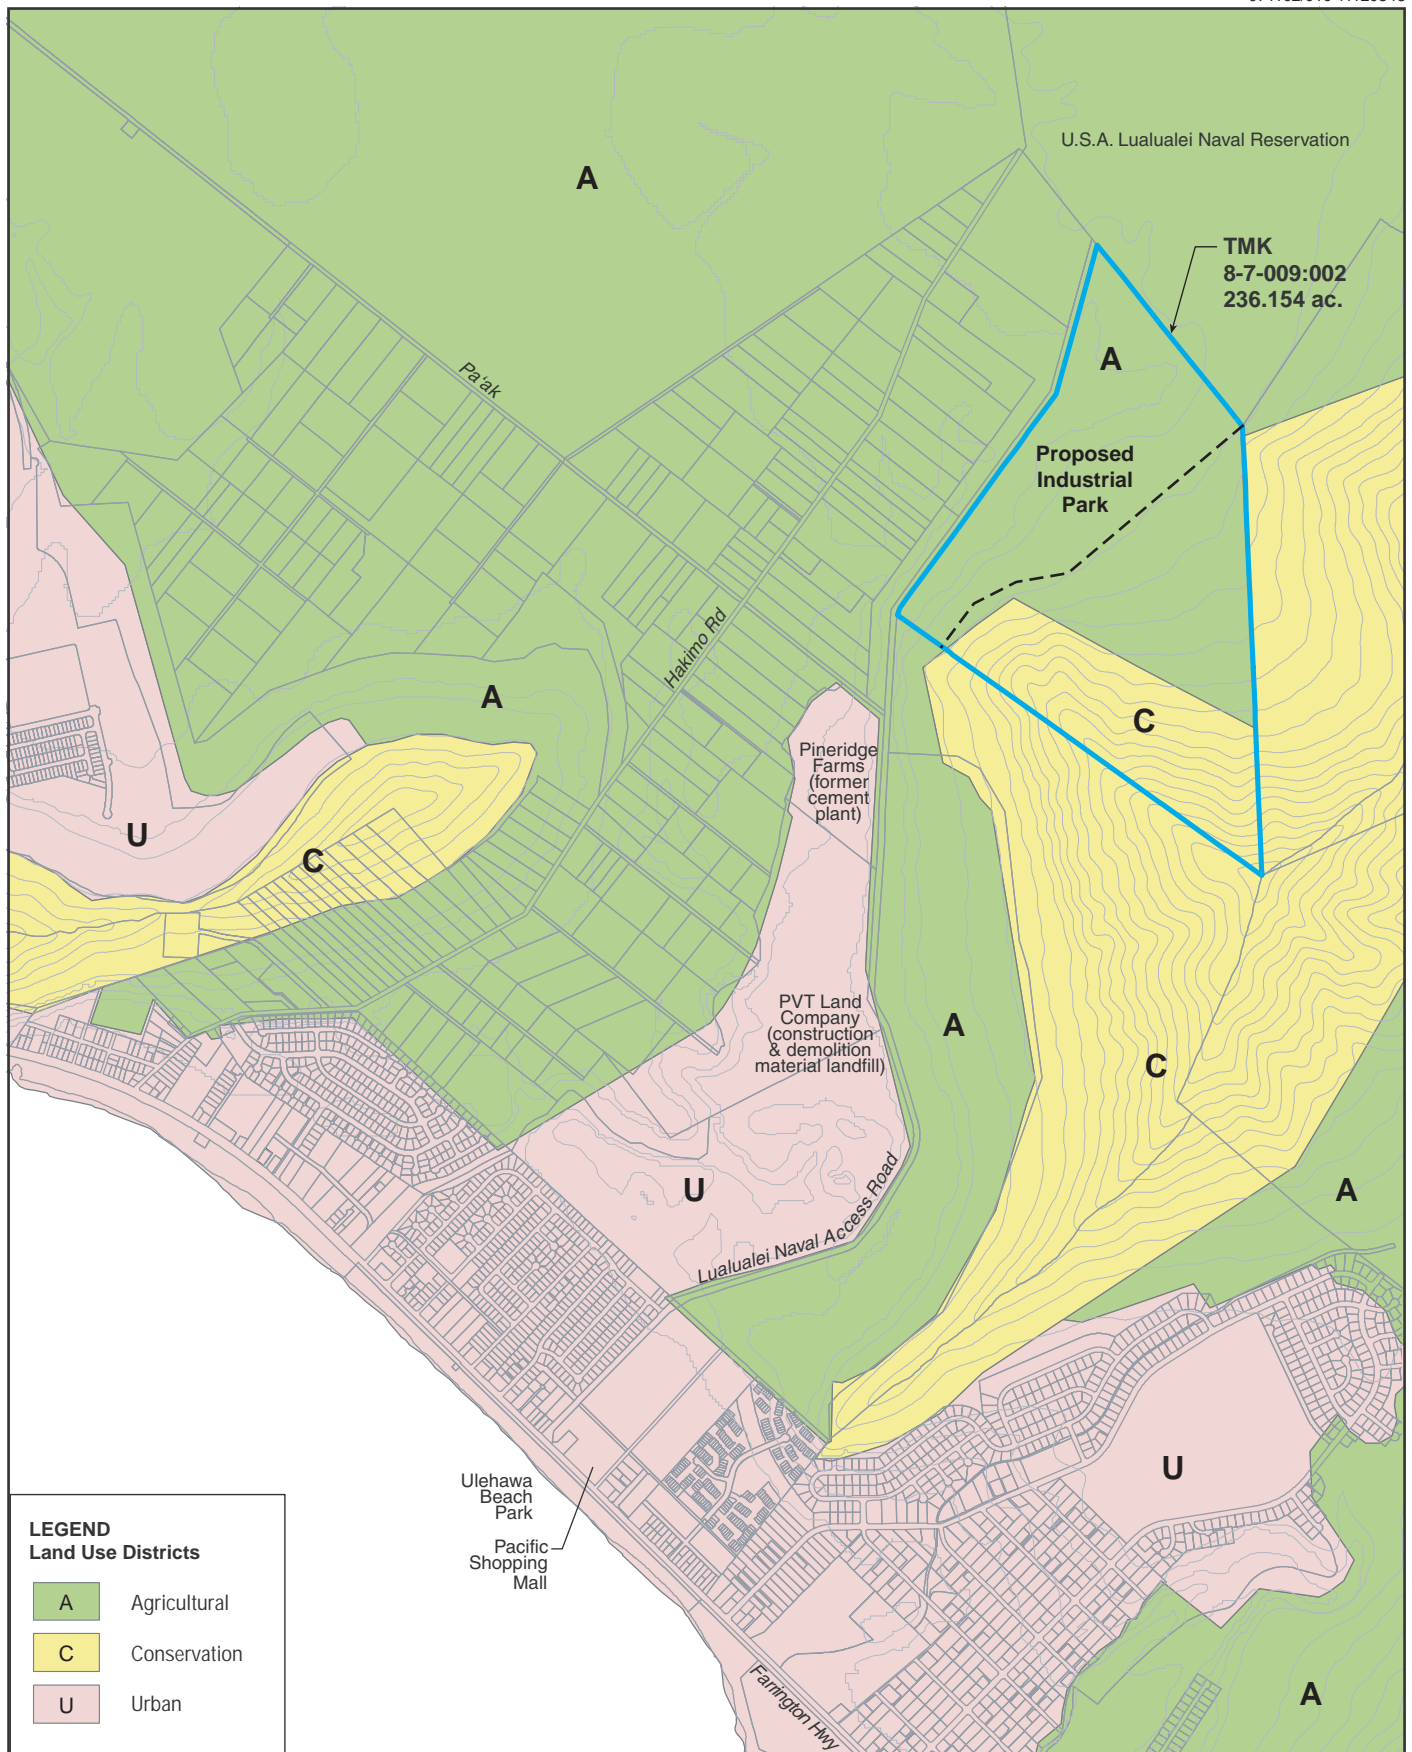 A
U.S.A. Lualualei Naval Reservation
TMK
8-7-009:002
236.154 ac.
A
Pa'ak
Proposed
Industrial
Park
Hakimo Rd
A
C
Pineridge
Farms
(former
cement
plant)
U
C
PVT Land
Company
(construction
& demolition
material landfill)
A
C
U
A
Lualualei Naval Access Road
U
Ulehawa
Beach
Park
Pacific
Shopping
Mall
Farrington Hwy
A
LEGEND
Land Use Districts
A Agricultural
C Conservation
U Urban